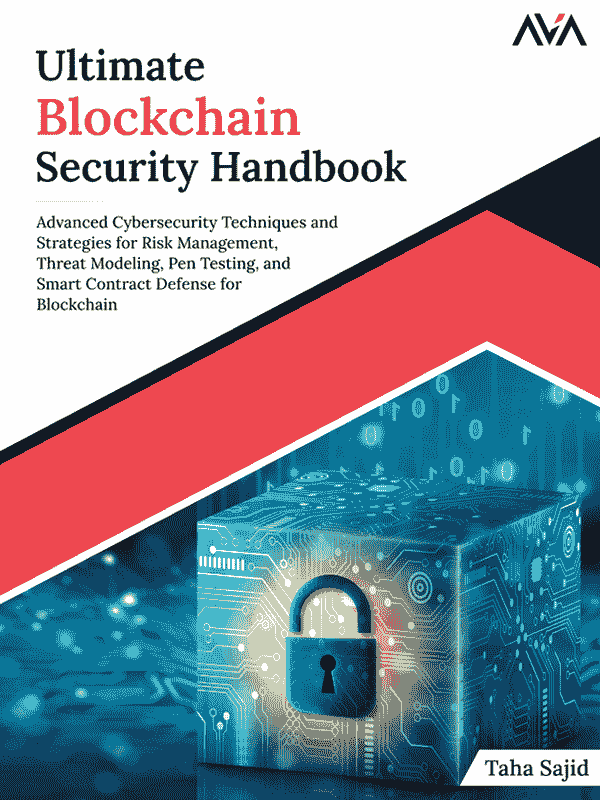 AVA
Ultimate
Blockchain
Security Handbook
Advanced Cybersecurity Techniques and
Strategies for Risk Management,
Threat Modeling, Pen Testing, and
Smart Contract Defense for
Blockchain
Taha Sajid